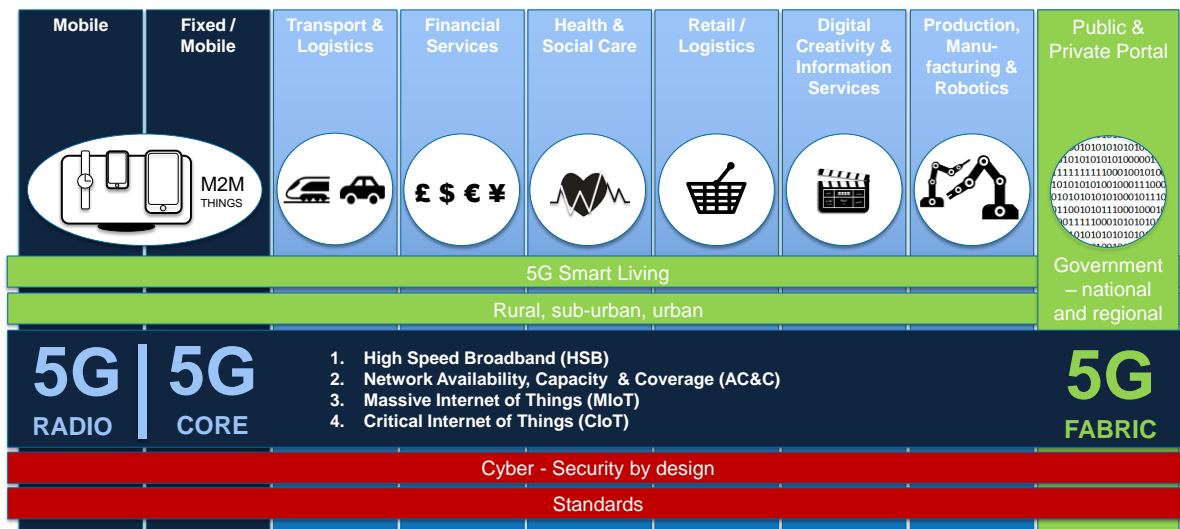 Mobile
Fixed /
Mobile
Transport &
Logistics
Financial
Services
Health &
Social Care
Retail /
Logistics
Digital
Creativity &
Information
Services
Production,
Manu-
facturing &
Robotics
Public &
Private Portal
M2M
THINGS
£ $ € ¥
5G Smart Living
Rural, sub-urban, urban
Government
– national
and regional
5G
RADIO
5G
CORE
1. High Speed Broadband (HSB)
2. Network Availability, Capacity & Coverage (AC&C)
3. Massive Internet of Things (MIoT)
4. Critical Internet of Things (CIoT)
5G
FABRIC
Cyber - Security by design
Standards